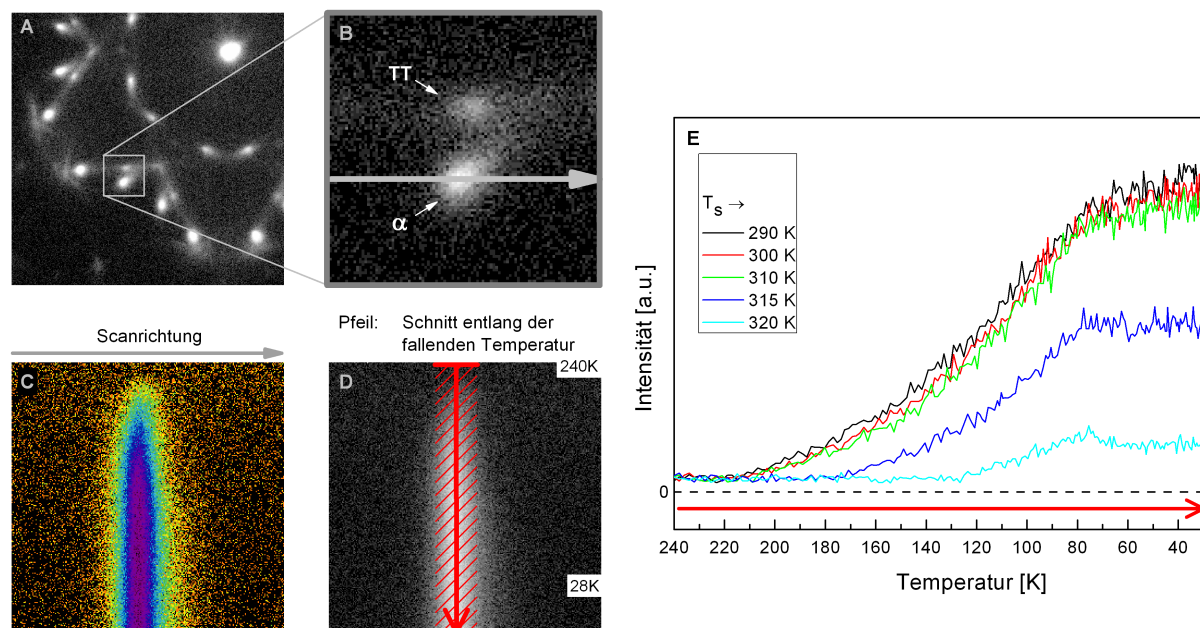 A
B
TT
α
Scanrichtung
C
Pfeil: Schnitt entlang der
fallenden Temperatur
D
240K
28K
E
Tₛ →
290 K
300 K
310 K
315 K
320 K
Intensität [a.u.]
0
240 220 200 180 160 140 120 100 80 60 40
Temperatur [K]